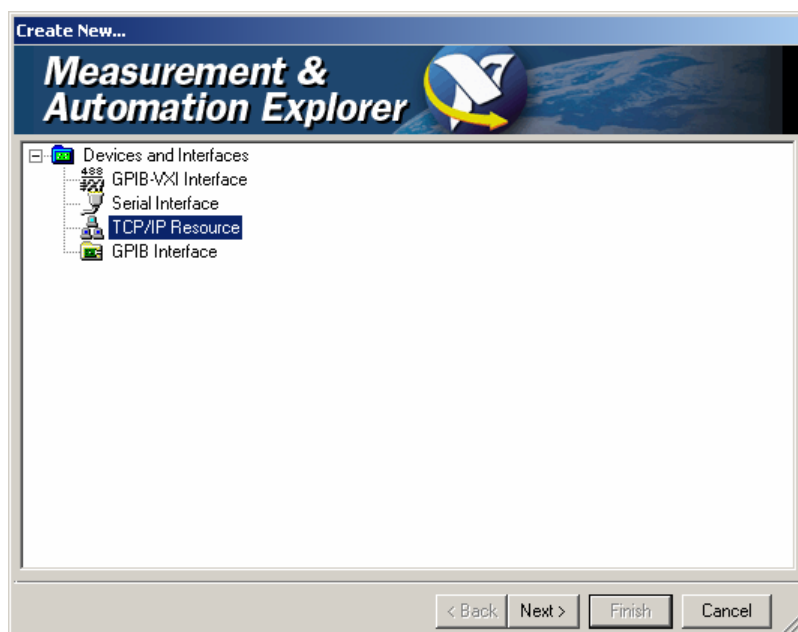 Create New...
Measurement &
Automation Explorer
Devices and Interfaces
GPIB-VXI Interface
Serial Interface
TCP/IP Resource
GPIB Interface
< Back
Next >
Finish
Cancel